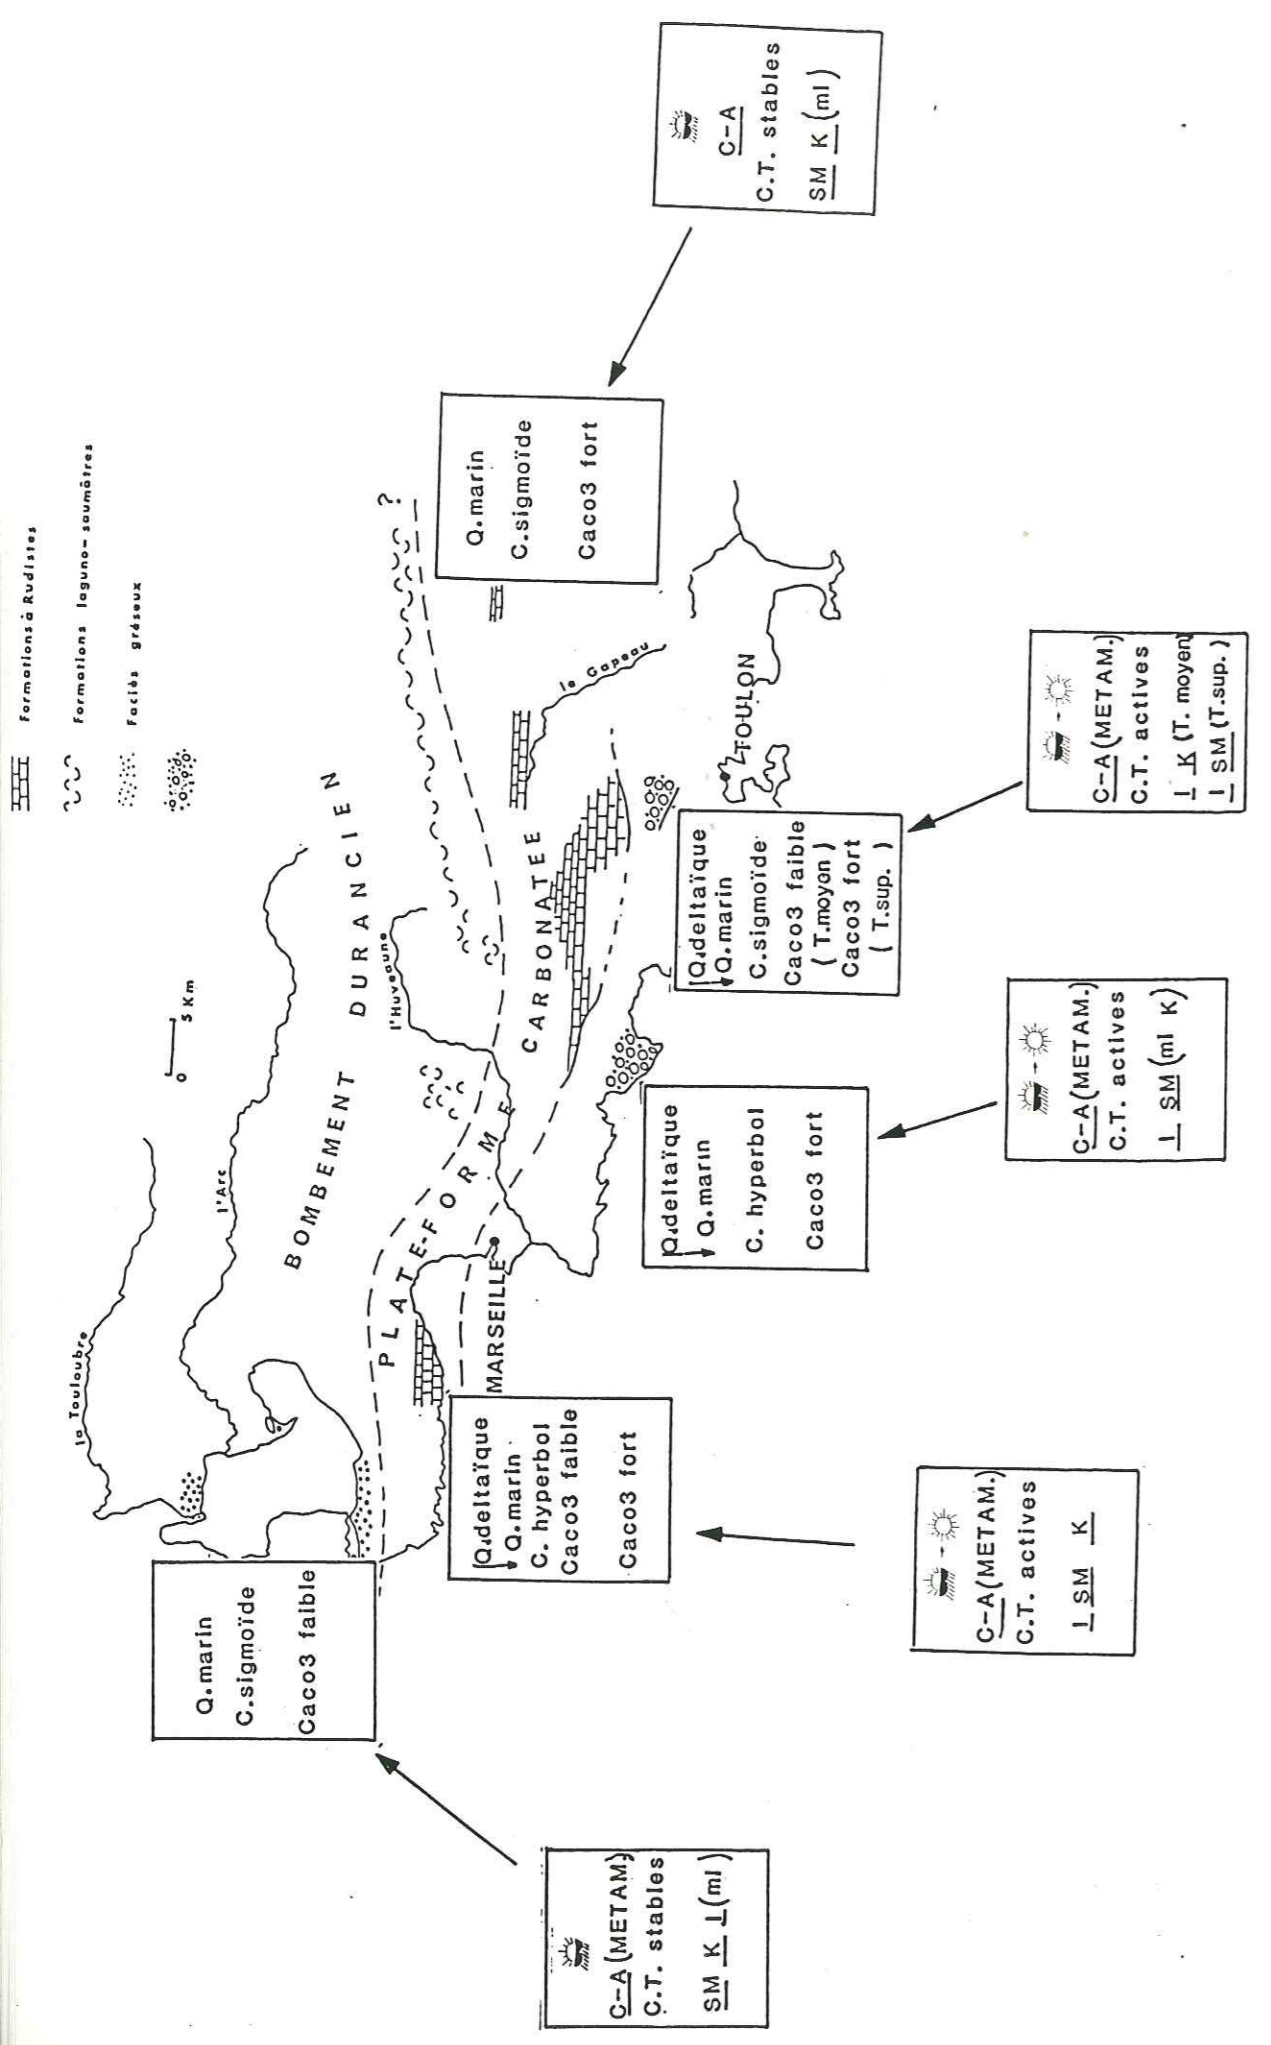 Formations à Rudistes
Formations laguno-saumâtres
Faciès gréseux
0 5 Km
la Touloubre
l'Arc
BOMBEMENT DURANCIEN
l'Huveaune
PLATE-FORME CARBONATEE
?
MARSEILLE
le Gapeau
TOULON
Q.marin
C.sigmoïde
Caco3 faible
Q.deltaïque
Q.marin
C. hyperbol
Caco3 faible
Caco3 fort
Q.deltaïque
Q.marin
C. hyperbol
Caco3 fort
Q.deltaïque
Q.marin
C.sigmoïde
Caco3 faible
(T.moyen)
Caco3 fort
(T.sup.)
Q.marin
C.sigmoïde
Caco3 fort
C-A(METAM)
C.T. stables
SM K I(ml)
C-A(METAM.)
C.T. actives
I SM K
C-A(METAM.)
C.T. actives
I SM(ml K)
C-A(METAM.)
C.T. actives
I K(T. moyen)
I SM(T.sup.)
C-A
C.T. stables
SM K(ml)